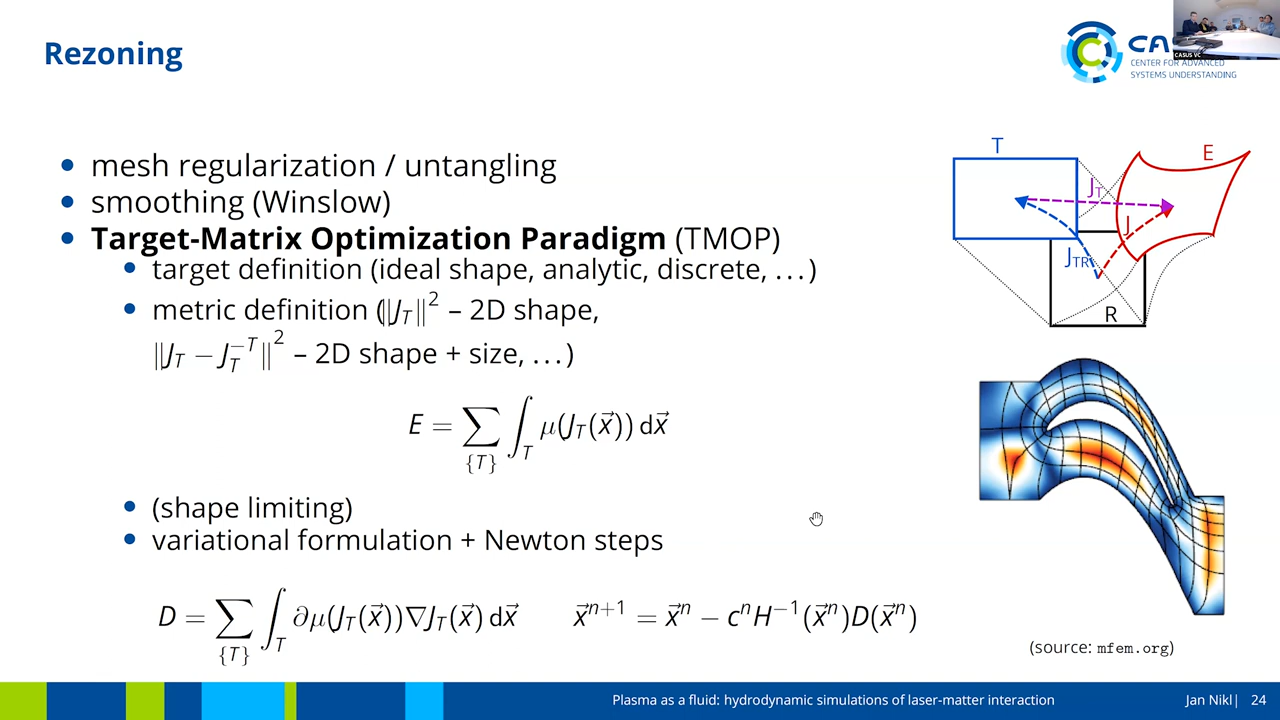 Rezoning
CA
CENTER FOR ADVANCED
SYSTEMS UNDERSTANDING
CASUS VC
• mesh regularization / untangling
• smoothing (Winslow)
• Target-Matrix Optimization Paradigm (TMOP)
• target definition (ideal shape, analytic, discrete, …)
• metric definition (‖J_T‖² – 2D shape,
‖J_T − J_T^{−T}‖² – 2D shape + size, …)
E = ∑_{{T}} ∫_T μ(J_T(x⃗)) dx⃗
• (shape limiting)
• variational formulation + Newton steps
D = ∑_{{T}} ∫_T ∂μ(J_T(x⃗))∇J_T(x⃗) dx⃗ x⃗^{n+1} = x⃗^n − c^n H^{−1}(x⃗^n)D(x⃗^n)
T
E
J_T
J
J_TR
R
(source: mfem.org)
Plasma as a fluid: hydrodynamic simulations of laser-matter interaction
Jan Nikl| 24